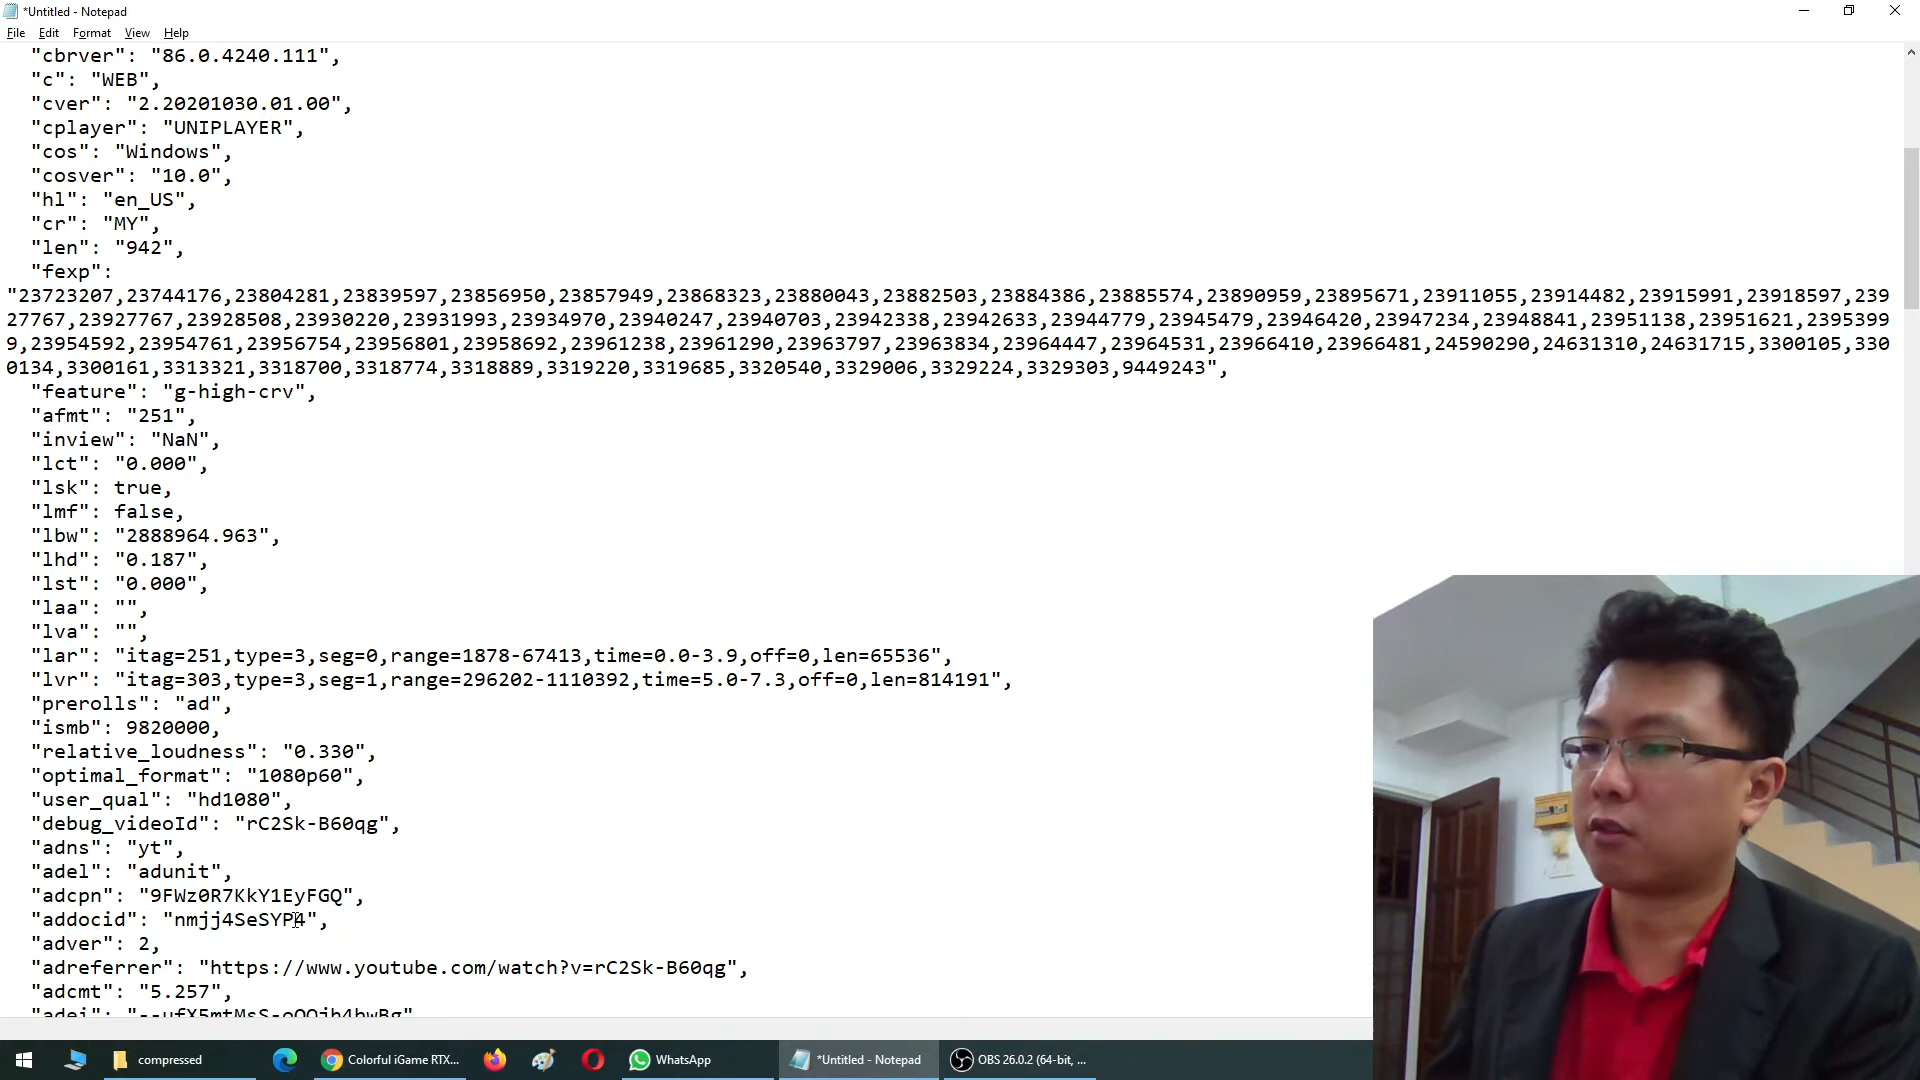 *Untitled - Notepad
File Edit Format View Help
"cbrver": "86.0.4240.111",
"c": "WEB",
"cver": "2.20201030.01.00",
"cplayer": "UNIPLAYER",
"cos": "Windows",
"cosver": "10.0",
"hl": "en_US",
"cr": "MY",
"len": "942",
"fexp":
"23723207,23744176,23804281,23839597,23856950,23857949,23868323,23880043,23882503,23884386,23885574,23890959,23895671,23911055,23914482,23915991,23918597,239
27767,23927767,23928508,23930220,23931993,23934970,23940247,23940703,23942338,23942633,23944779,23945479,23946420,23947234,23948841,23951138,23951621,2395399
9,23954592,23954761,23956754,23956801,23958692,23961238,23961290,23963797,23963834,23964447,23964531,23966410,23966481,24590290,24631310,24631715,3300105,330
0134,3300161,3313321,3318700,3318774,3318889,3319220,3319685,3320540,3329006,3329224,3329303,9449243",
"feature": "g-high-crv",
"afmt": "251",
"inview": "NaN",
"lct": "0.000",
"lsk": true,
"lmf": false,
"lbw": "2888964.963",
"lhd": "0.187",
"lst": "0.000",
"laa": "",
"lva": "",
"lar": "itag=251,type=3,seg=0,range=1878-67413,time=0.0-3.9,off=0,len=65536",
"lvr": "itag=303,type=3,seg=1,range=296202-1110392,time=5.0-7.3,off=0,len=814191",
"prerolls": "ad",
"ismb": 9820000,
"relative_loudness": "0.330",
"optimal_format": "1080p60",
"user_qual": "hd1080",
"debug_videoId": "rC2Sk-B60qg",
"adns": "yt",
"adel": "adunit",
"adcpn": "9FWz0R7KkY1EyFGQ",
"addocid": "nmjj4SeSYP4",
"adver": 2,
"adreferrer": "https://www.youtube.com/watch?v=rC2Sk-B60qg",
"adcmt": "5.257",
compressed Colorful iGame RTX... WhatsApp *Untitled - Notepad OBS 26.0.2 (64-bit, ...